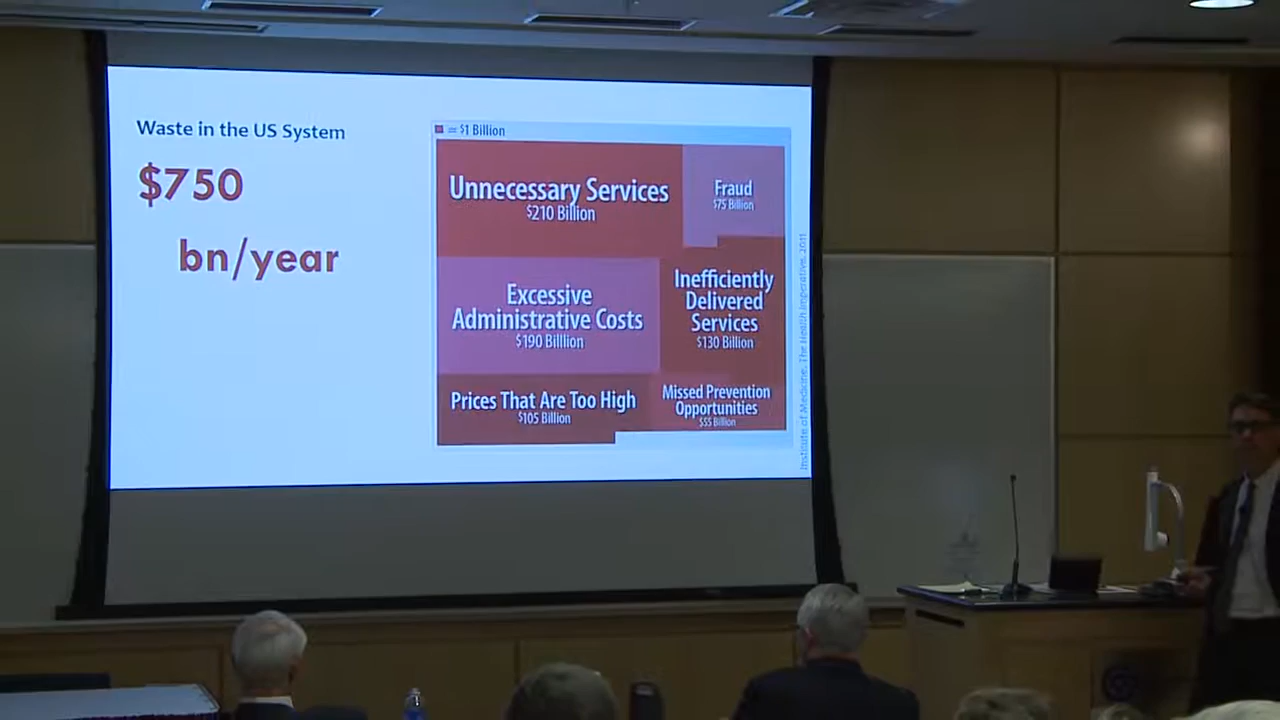 Waste in the US System
$750
bn/year
= $1 Billion
Unnecessary Services
$210 Billion
Fraud
$75 Billion
Excessive
Administrative Costs
$190 Billlion
Inefficiently
Delivered
Services
$130 Billion
Prices That Are Too High
$105 Billion
Missed Prevention
Opportunities
$55 Billion
Institute of Medicine. The Health Imperative. 2011